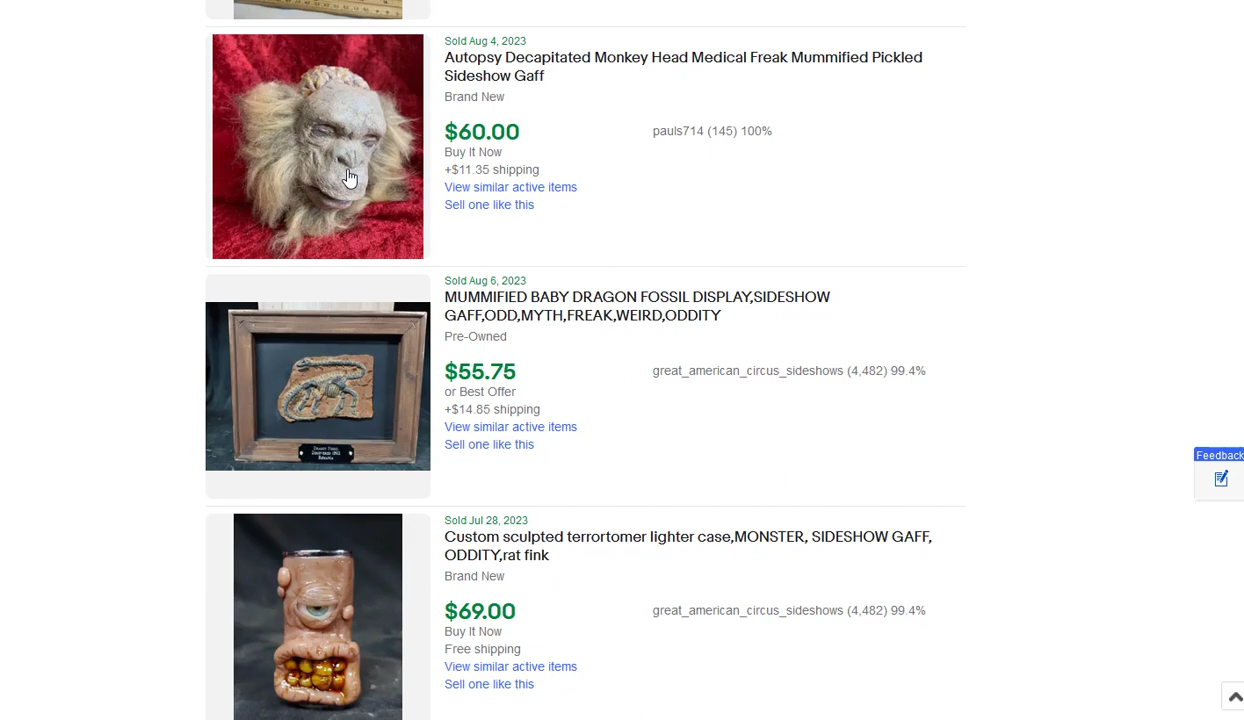 Sold Aug 4, 2023
Autopsy Decapitated Monkey Head Medical Freak Mummified Pickled
Sideshow Gaff
Brand New
$60.00
pauls714 (145) 100%
Buy It Now
+$11.35 shipping
View similar active items
Sell one like this
Sold Aug 6, 2023
MUMMIFIED BABY DRAGON FOSSIL DISPLAY,SIDESHOW
GAFF,ODD,MYTH,FREAK,WEIRD,ODDITY
Pre-Owned
$55.75
great_american_circus_sideshows (4,482) 99.4%
or Best Offer
+$14.85 shipping
View similar active items
Sell one like this
Feedback
Sold Jul 28, 2023
Custom sculpted terrortomer lighter case,MONSTER, SIDESHOW GAFF,
ODDITY,rat fink
Brand New
$69.00
great_american_circus_sideshows (4,482) 99.4%
Buy It Now
Free shipping
View similar active items
Sell one like this